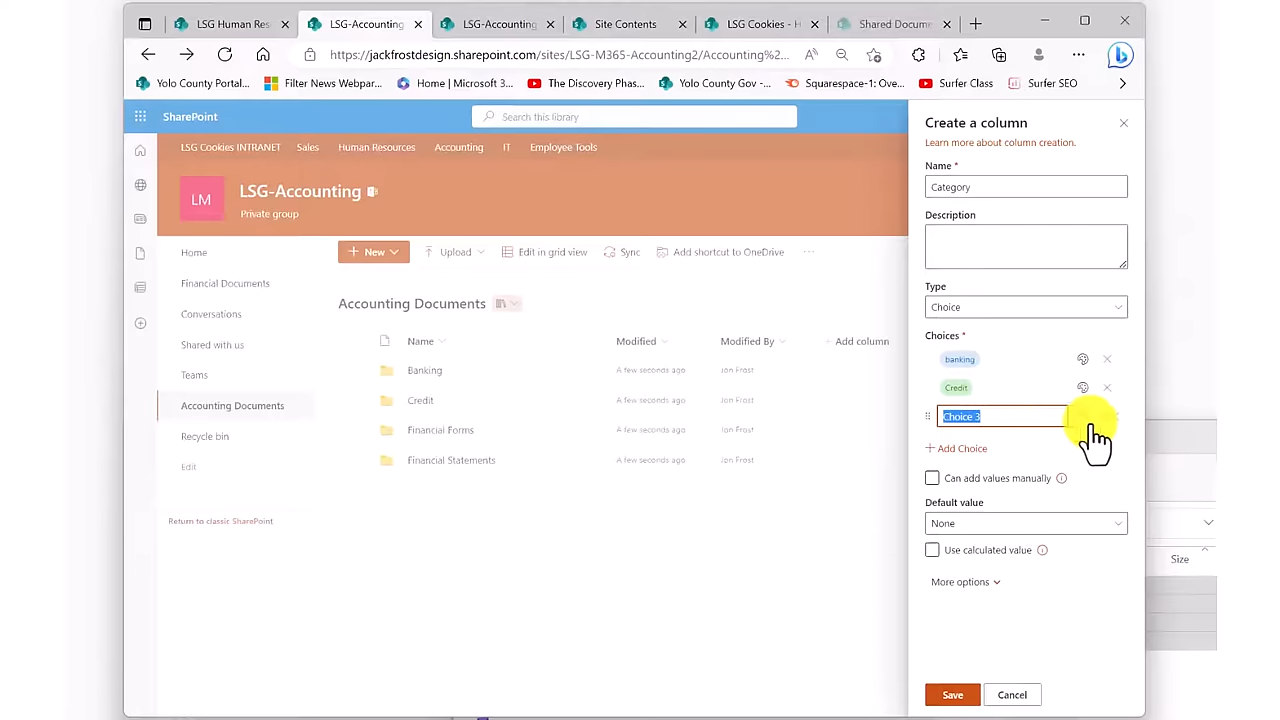 LSG Human Res
LSG-Accounting
LSG-Accounting
Site Contents
LSG Cookies - H
Shared Docume
https://jackfrostdesign.sharepoint.com/sites/LSG-M365-Accounting2/Accounting%2...
Yolo County Portal...
Filter News Webpar...
Home | Microsoft 3...
The Discovery Phas...
Yolo County Gov -...
Squarespace-1: Ove...
Surfer Class
Surfer SEO
SharePoint
Search this library
LSG Cookies INTRANET
Sales
Human Resources
Accounting
IT
Employee Tools
LM
LSG-Accounting
Private group
Home
Financial Documents
Conversations
Shared with us
Teams
Accounting Documents
Recycle bin
Edit
Return to classic SharePoint
+ New
Upload
Edit in grid view
Sync
Add shortcut to OneDrive
...
Accounting Documents
Name
Modified
Modified By
+ Add column
Banking
A few seconds ago
Jon Frost
Credit
A few seconds ago
Jon Frost
Financial Forms
A few seconds ago
Jon Frost
Financial Statements
A few seconds ago
Jon Frost
Create a column
Learn more about column creation.
Name *
Category
Description
Type
Choice
Choices *
banking
Credit
Choice 3
+ Add Choice
Can add values manually
Default value
None
Use calculated value
More options
Save
Cancel
Size